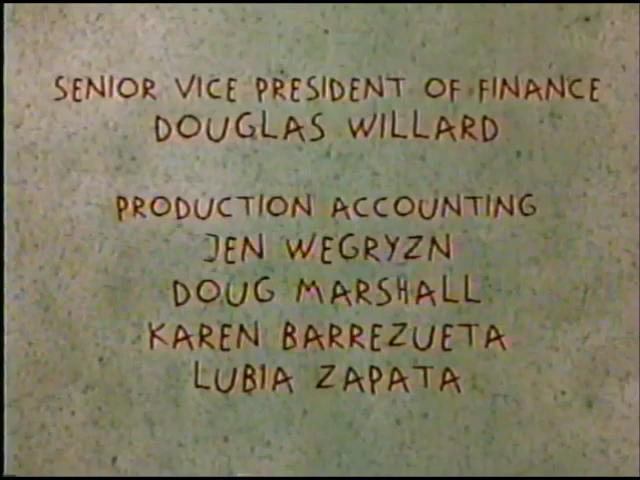 SENIOR VICE PRESIDENT OF FINANCE
DOUGLAS WILLARD
PRODUCTION ACCOUNTING
JEN WEGRYZN
DOUG MARSHALL
KAREN BARREZUETA
LUBIA ZAPATA